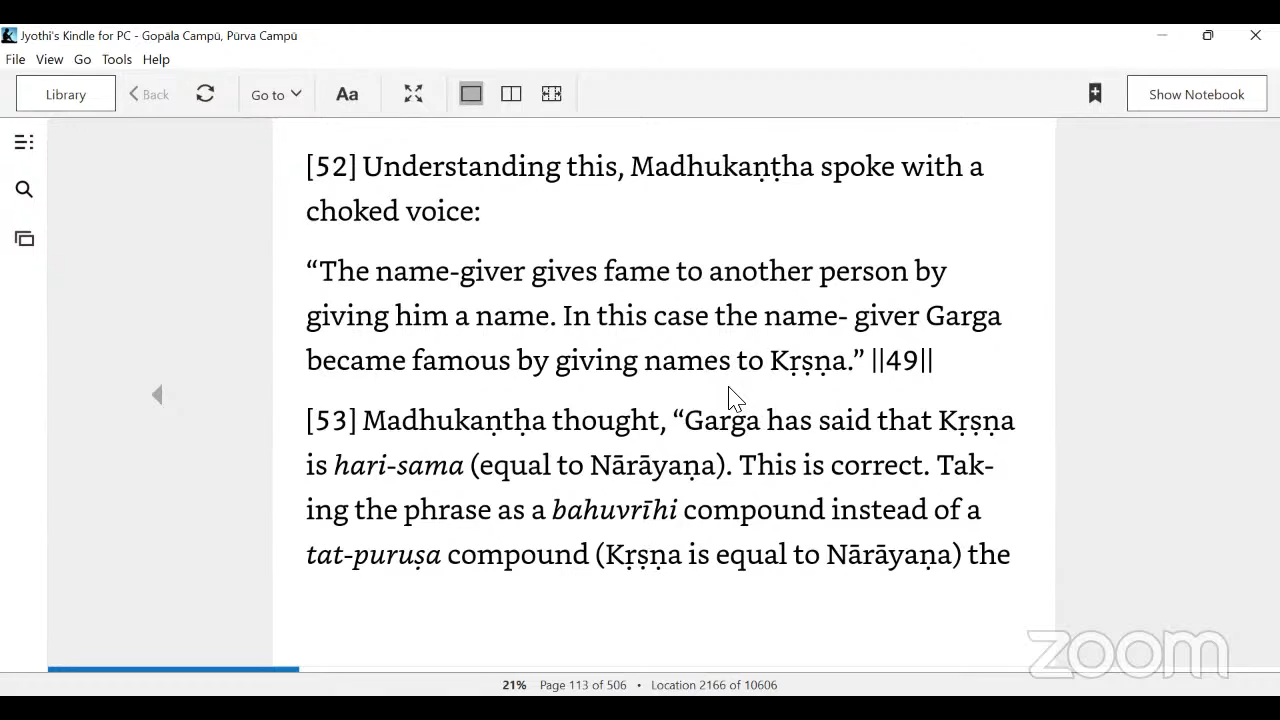 Jyothi's Kindle for PC - Gopāla Campū, Pūrva Campū
File View Go Tools Help
Library Back Go to Aa Show Notebook
[52] Understanding this, Madhukaṇṭha spoke with a
choked voice:
“The name-giver gives fame to another person by
giving him a name. In this case the name- giver Garga
became famous by giving names to Kṛṣṇa.” ||49||
[53] Madhukaṇṭha thought, “Garga has said that Kṛṣṇa
is hari-sama (equal to Nārāyaṇa). This is correct. Tak-
ing the phrase as a bahuvrīhi compound instead of a
tat-puruṣa compound (Kṛṣṇa is equal to Nārāyaṇa) the
zoom
21% Page 113 of 506 • Location 2166 of 10606